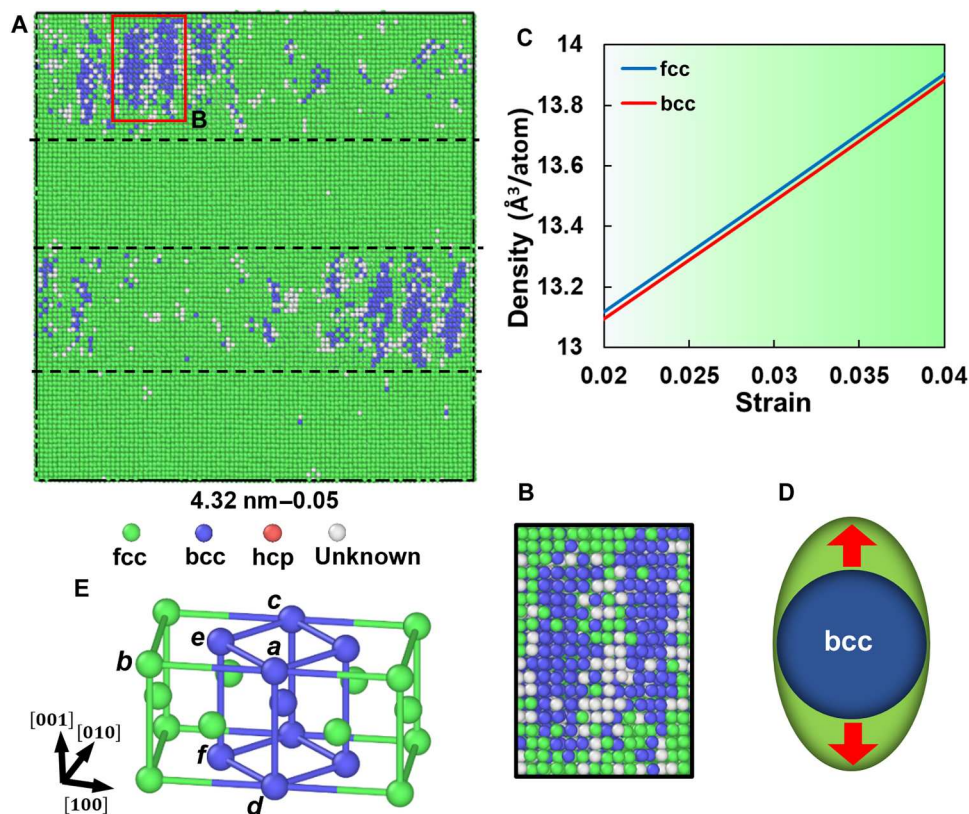 A
B
4.32 nm–0.05
fcc
bcc
hcp
Unknown
C
14
13.8
13.6
13.4
13.2
13
Density (Å³/atom)
fcc
bcc
0.02
0.025
0.03
0.035
0.04
Strain
E
c
e
a
b
f
d
[001]
[010]
[100]
B
D
bcc